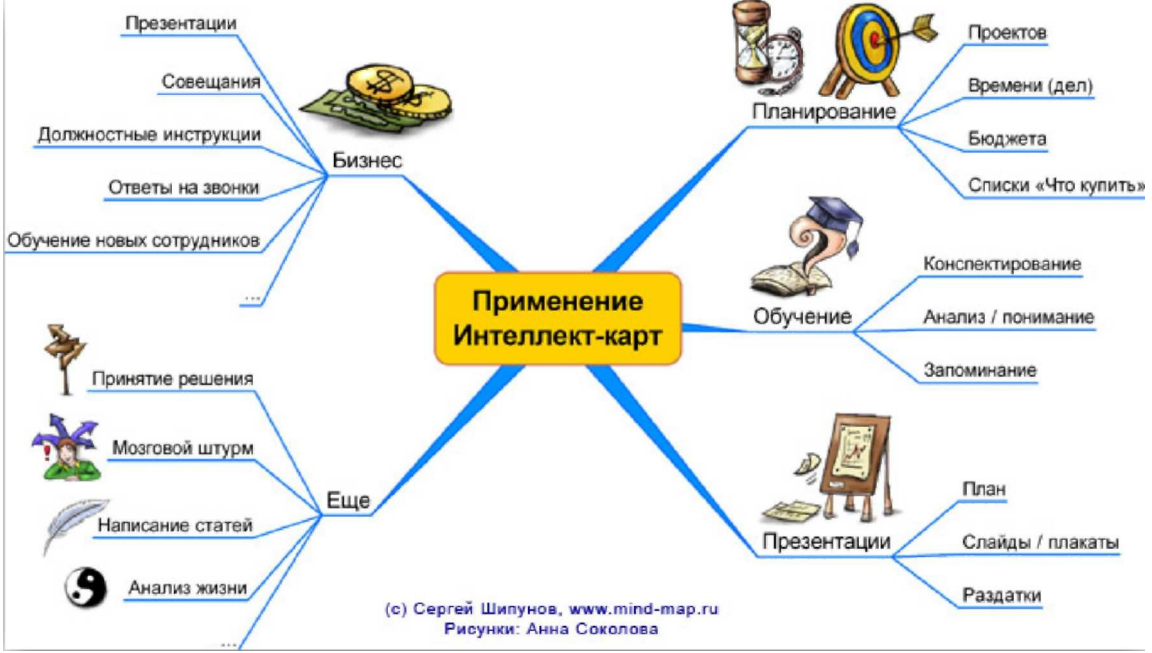 Применение
Интеллект-карт
Планирование
Проектов
Времени (дел)
Бюджета
Списки «Что купить»
Обучение
Конспектирование
Анализ / понимание
Запоминание
Презентации
План
Слайды / плакаты
Раздатки
Бизнес
Презентации
Совещания
Должностные инструкции
Ответы на звонки
Обучение новых сотрудников
...
Еще
Принятие решения
Мозговой штурм
Написание статей
Анализ жизни
...
(c) Сергей Шипунов, www.mind-map.ru
Рисунки: Анна Соколова